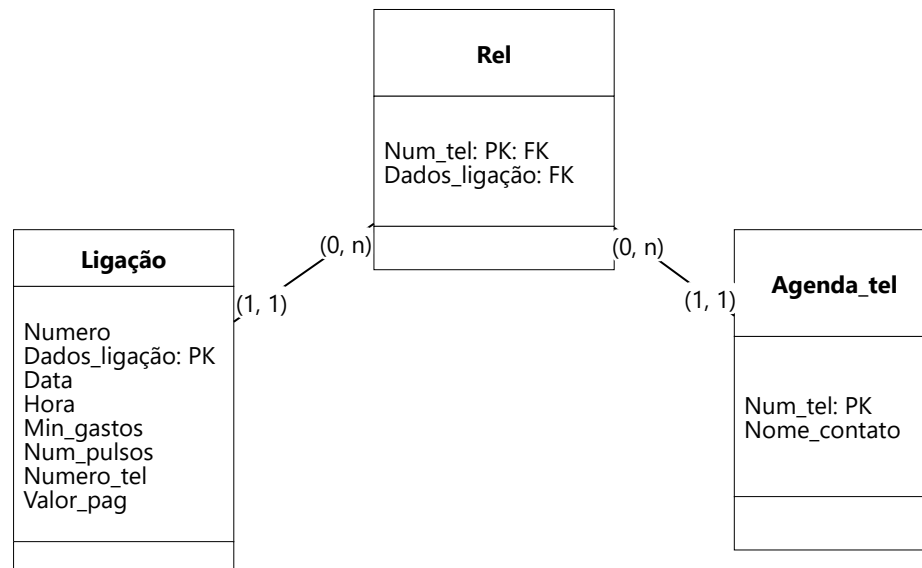 Rel
Num_tel: PK: FK
Dados_ligação: FK
(0, n)
(0, n)
Ligação
(1, 1)
Numero
Dados_ligação: PK
Data
Hora
Min_gastos
Num_pulsos
Numero_tel
Valor_pag
Agenda_tel
(1, 1)
Num_tel: PK
Nome_contato